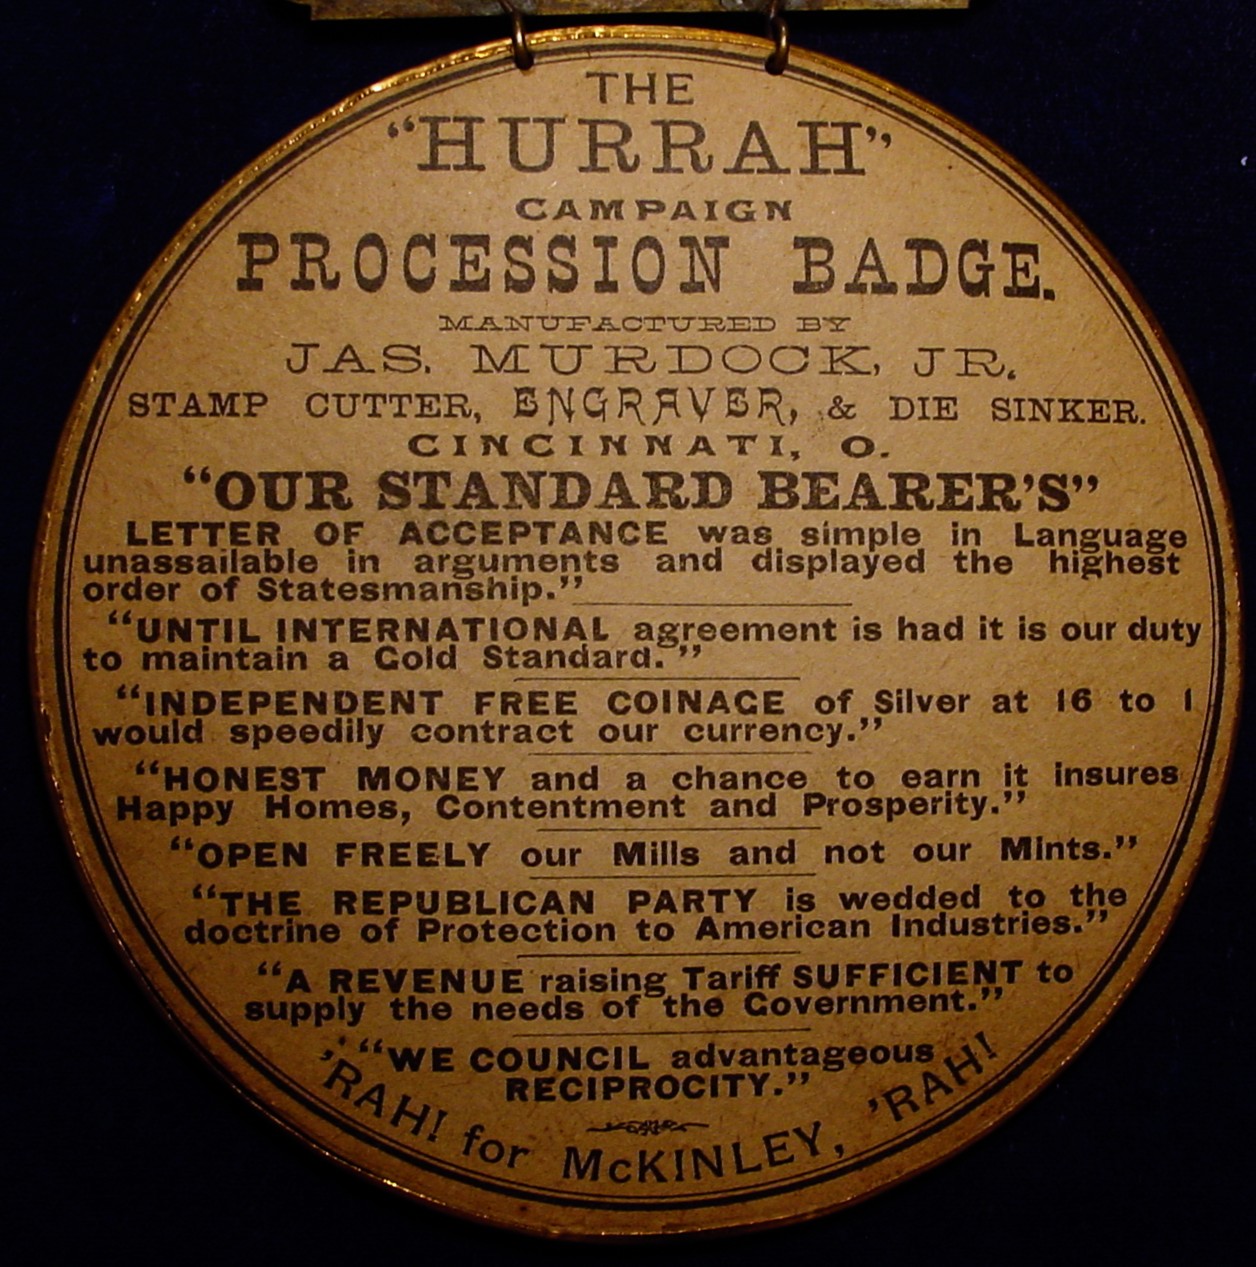 THE
“HURRAH”
CAMPAIGN
PROCESSION BADGE.
MANUFACTURED BY
JAS. MURDOCK, JR.
STAMP CUTTER, ENGRAVER, & DIE SINKER.
CINCINNATI, O.
“OUR STANDARD BEARER’S”
LETTER OF ACCEPTANCE was simple in Language
unassailable in arguments and displayed the highest
order of Statesmanship.”
“UNTIL INTERNATIONAL agreement is had it is our duty
to maintain a Gold Standard.”
“INDEPENDENT FREE COINAGE of Silver at 16 to 1
would speedily contract our currency.”
“HONEST MONEY and a chance to earn it insures
Happy Homes, Contentment and Prosperity.”
“OPEN FREELY our Mills and not our Mints.”
“THE REPUBLICAN PARTY is wedded to the
doctrine of Protection to American Industries.”
“A REVENUE raising Tariff SUFFICIENT to
supply the needs of the Government.”
“WE COUNCIL advantageous
RECIPROCITY.”
’RAH! for McKINLEY, ’RAH!